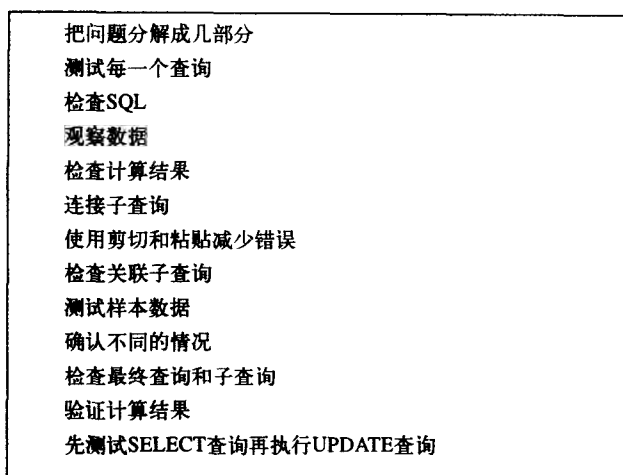 把问题分解成几部分
测试每一个查询
检查SQL
观察数据
检查计算结果
连接子查询
使用剪切和粘贴减少错误
检查关联子查询
测试样本数据
确认不同的情况
检查最终查询和子查询
验证计算结果
先测试SELECT查询再执行UPDATE查询